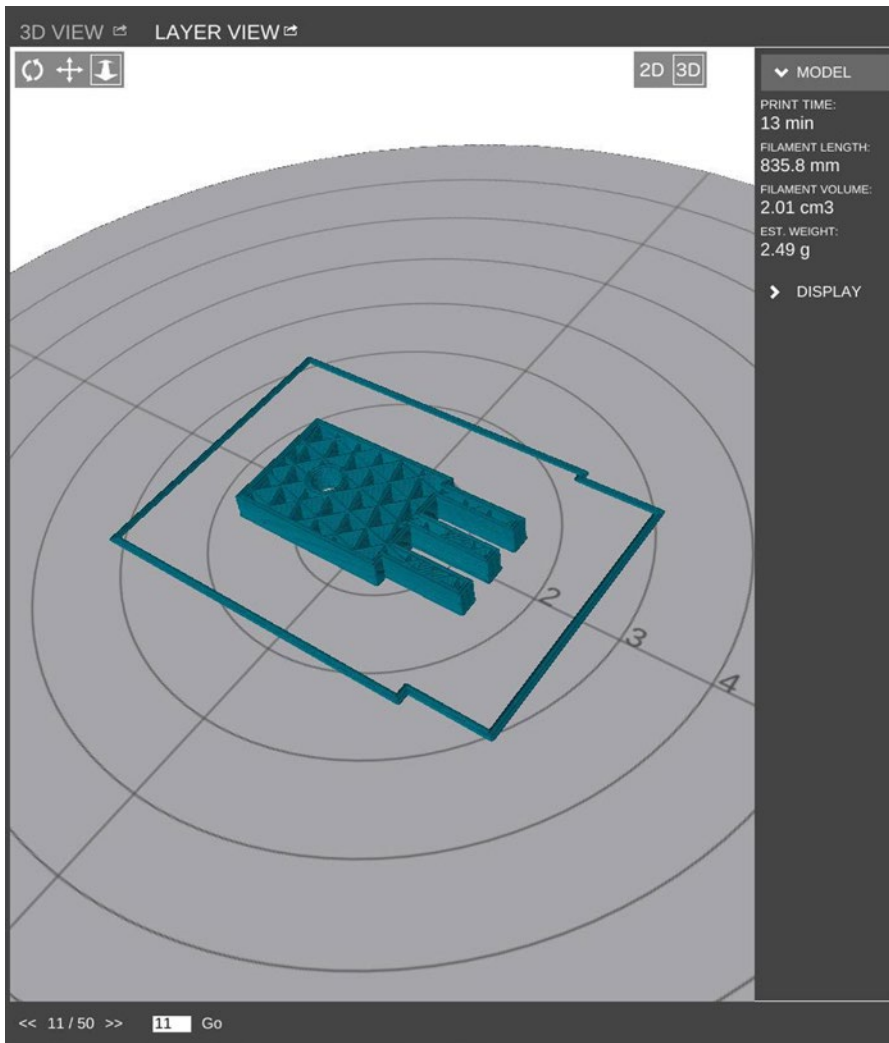 3D VIEW LAYER VIEW
2D 3D
MODEL
PRINT TIME:
13 min
FILAMENT LENGTH:
835.8 mm
FILAMENT VOLUME:
2.01 cm3
EST. WEIGHT:
2.49 g
DISPLAY
2
3
4
<< 11 / 50 >> 11 Go